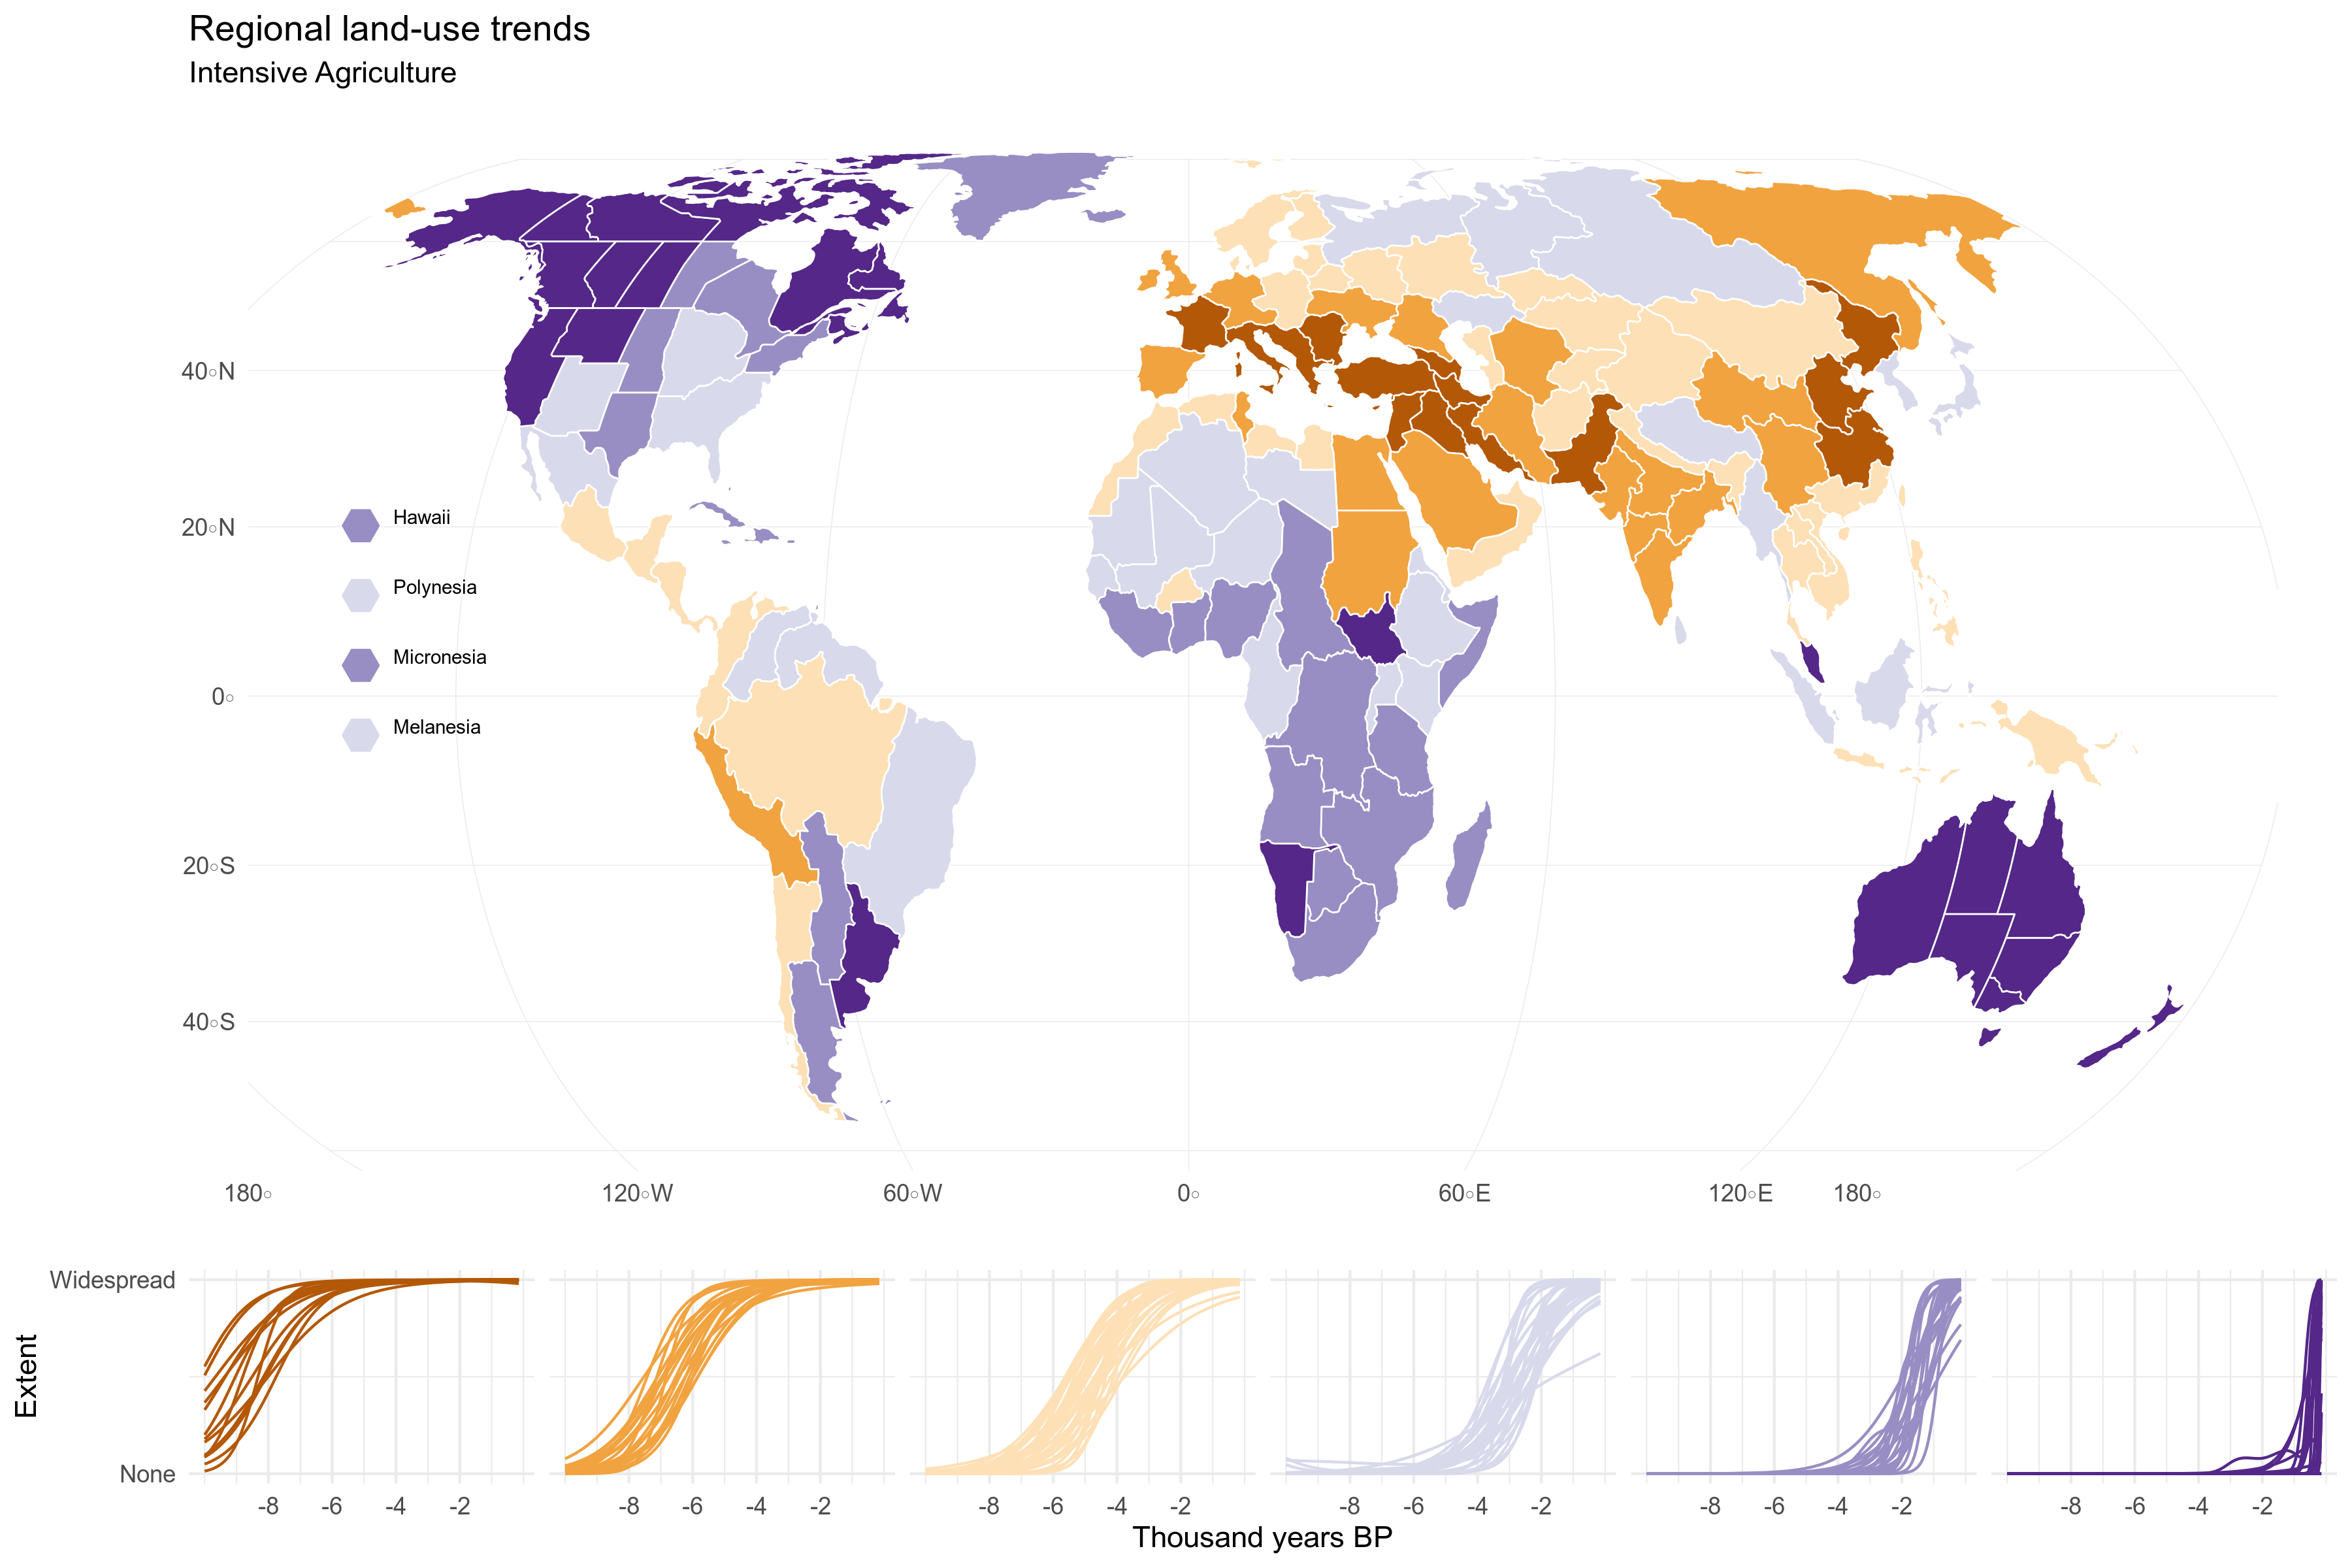 Regional land-use trends
Intensive Agriculture
40°N
20°N
0°
20°S
40°S
Hawaii
Polynesia
Micronesia
Melanesia
180° 120°W 60°W 0° 60°E 120°E 180°
Widespread
None
Extent
-8 -6 -4 -2 -8 -6 -4 -2 -8 -6 -4 -2 -8 -6 -4 -2 -8 -6 -4 -2 -8 -6 -4 -2
Thousand years BP